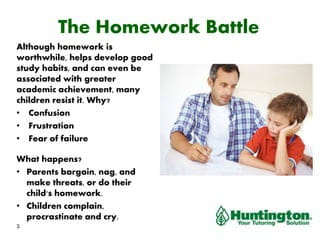 The Homework Battle
Although homework is
worthwhile, helps develop good
study habits, and can even be
associated with greater
academic achievement, many
children resist it. Why?
• Confusion
• Frustration
• Fear of failure
What happens?
• Parents bargain, nag, and
make threats, or do their
child's homework.
• Children complain,
procrastinate and cry.
3
Huntington
Your Tutoring Solution